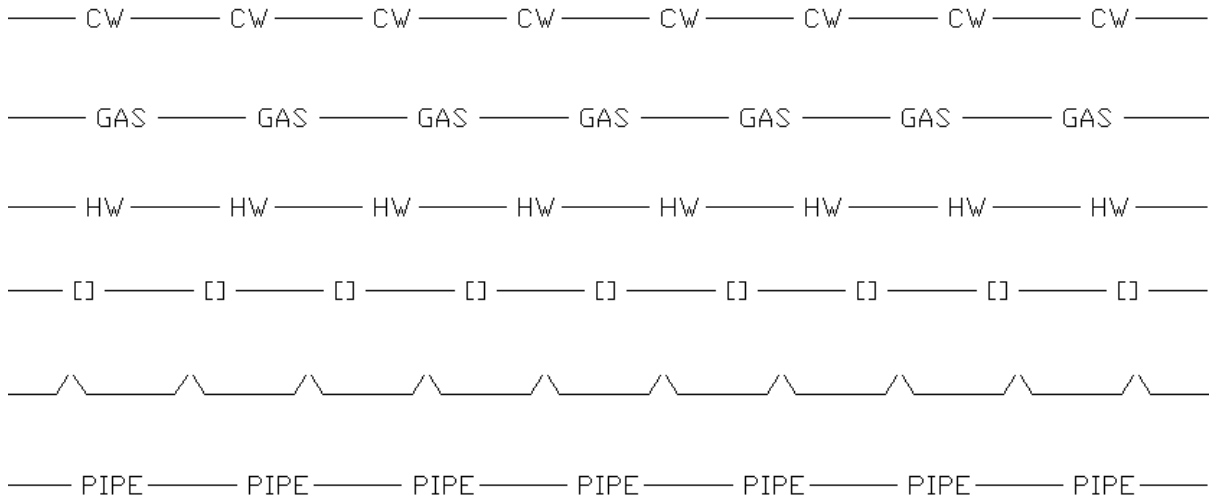 CW CW CW CW CW CW CW CW
GAS GAS GAS GAS GAS GAS GAS
HW HW HW HW HW HW HW HW
[] [] [] [] [] [] [] [] []
PIPE PIPE PIPE PIPE PIPE PIPE PIPE